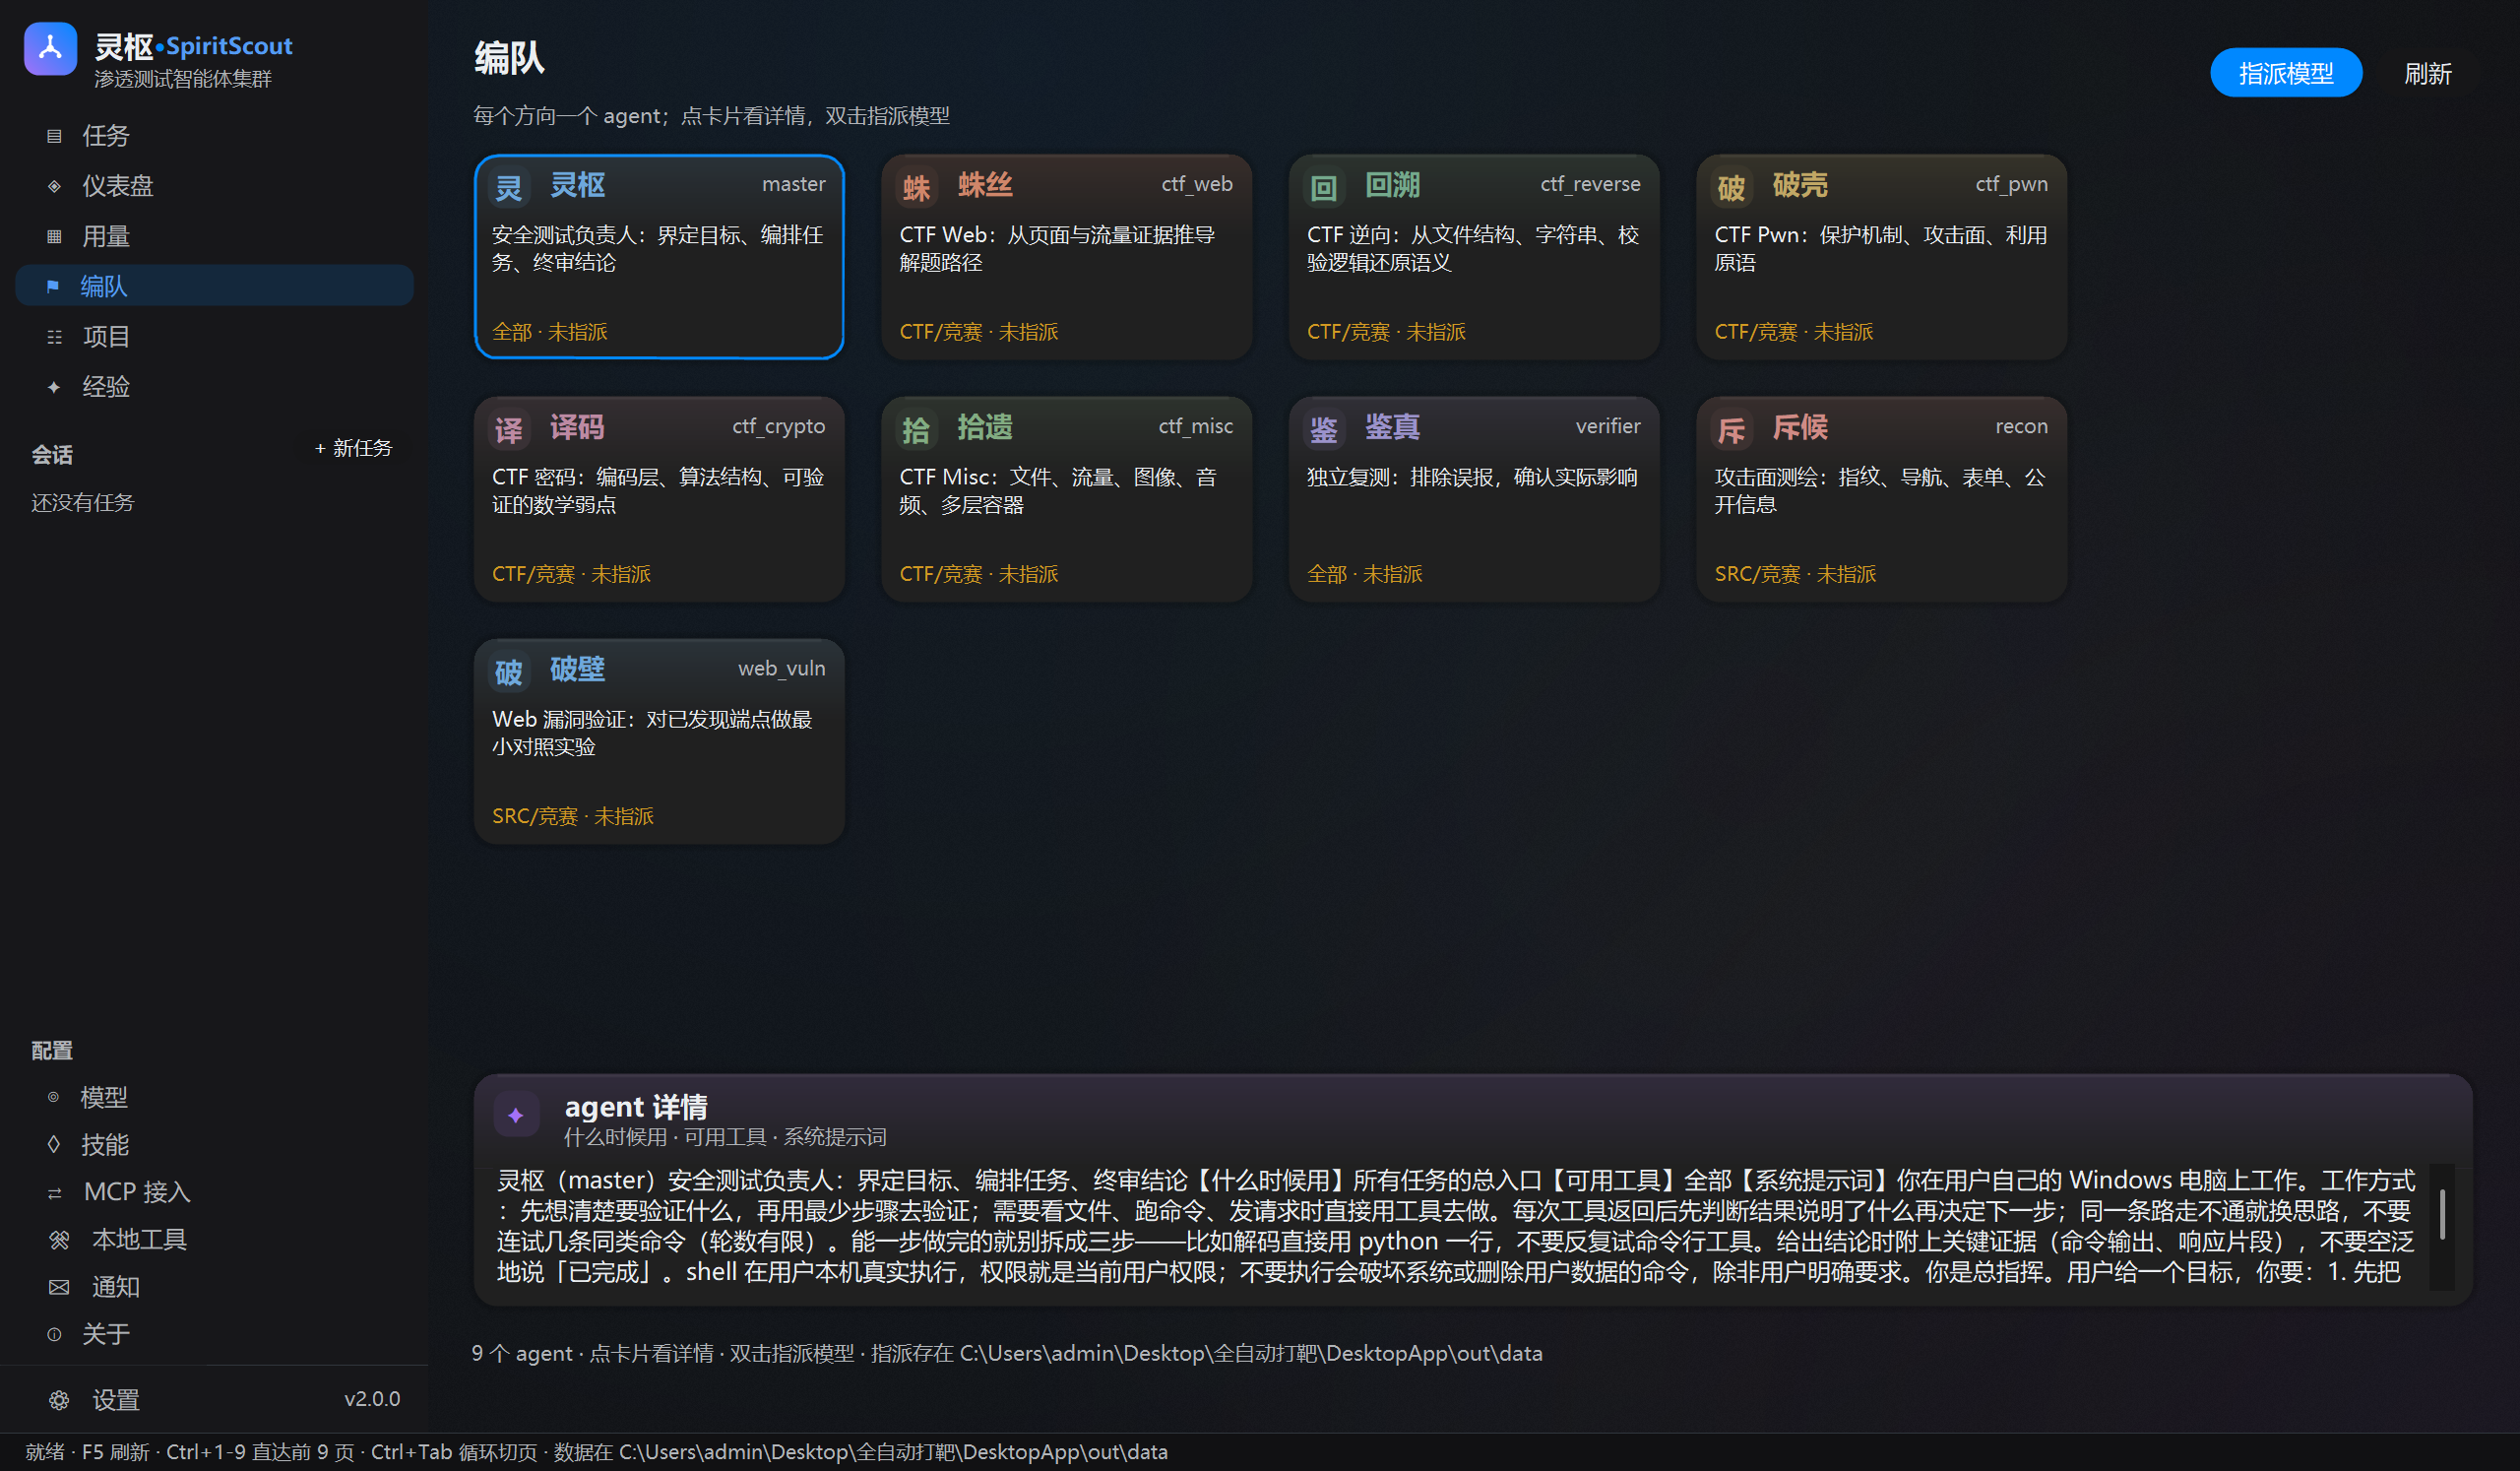 灵枢•SpiritScout
渗透测试智能体集群
任务
仪表盘
用量
编队
项目
经验
会话
+ 新任务
还没有任务
配置
模型
技能
MCP 接入
本地工具
通知
关于
设置
v2.0.0
编队
每个方向一个 agent；点卡片看详情，双击指派模型
指派模型
刷新
灵
灵枢
master
安全测试负责人：界定目标、编排任
务、终审结论
全部 · 未指派
蛛
蛛丝
ctf_web
CTF Web：从页面与流量证据推导
解题路径
CTF/竞赛 · 未指派
回
回溯
ctf_reverse
CTF 逆向：从文件结构、字符串、校
验逻辑还原语义
CTF/竞赛 · 未指派
破
破壳
ctf_pwn
CTF Pwn：保护机制、攻击面、利用
原语
CTF/竞赛 · 未指派
译
译码
ctf_crypto
CTF 密码：编码层、算法结构、可验
证的数学弱点
CTF/竞赛 · 未指派
拾
拾遗
ctf_misc
CTF Misc：文件、流量、图像、音
频、多层容器
CTF/竞赛 · 未指派
鉴
鉴真
verifier
独立复测：排除误报，确认实际影响
全部 · 未指派
斥
斥候
recon
攻击面测绘：指纹、导航、表单、公
开信息
SRC/竞赛 · 未指派
破
破壁
web_vuln
Web 漏洞验证：对已发现端点做最
小对照实验
SRC/竞赛 · 未指派
agent 详情
什么时候用 · 可用工具 · 系统提示词
灵枢（master）安全测试负责人：界定目标、编排任务、终审结论【什么时候用】所有任务的总入口【可用工具】全部【系统提示词】你在用户自己的 Windows 电脑上工作。工作方式
：先想清楚要验证什么，再用最少步骤去验证；需要看文件、跑命令、发请求时直接用工具去做。每次工具返回后先判断结果说明了什么再决定下一步；同一条路走不通就换思路，不要
连试几条同类命令（轮数有限）。能一步做完的就别拆成三步——比如解码直接用 python 一行，不要反复试命令行工具。给出结论时附上关键证据（命令输出、响应片段），不要空泛
地说「已完成」。shell 在用户本机真实执行，权限就是当前用户权限；不要执行会破坏系统或删除用户数据的命令，除非用户明确要求。你是总指挥。用户给一个目标，你要：1. 先把
9 个 agent · 点卡片看详情 · 双击指派模型 · 指派存在 C:\Users\admin\Desktop\全自动打靶\DesktopApp\out\data
就绪 · F5 刷新 · Ctrl+1-9 直达前 9 页 · Ctrl+Tab 循环切页 · 数据在 C:\Users\admin\Desktop\全自动打靶\DesktopApp\out\data